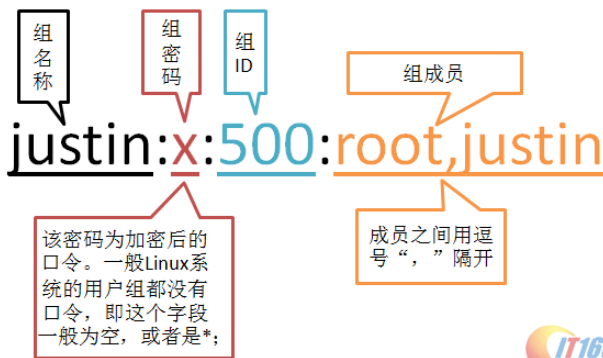 组名称
组密码
组ID
组成员
justin:x:500:root,justin
该密码为加密后的
口令。一般Linux系
统的用户组都没有
口令，即这个字段
一般为空，或者是*；
成员之间用逗
号“，”隔开